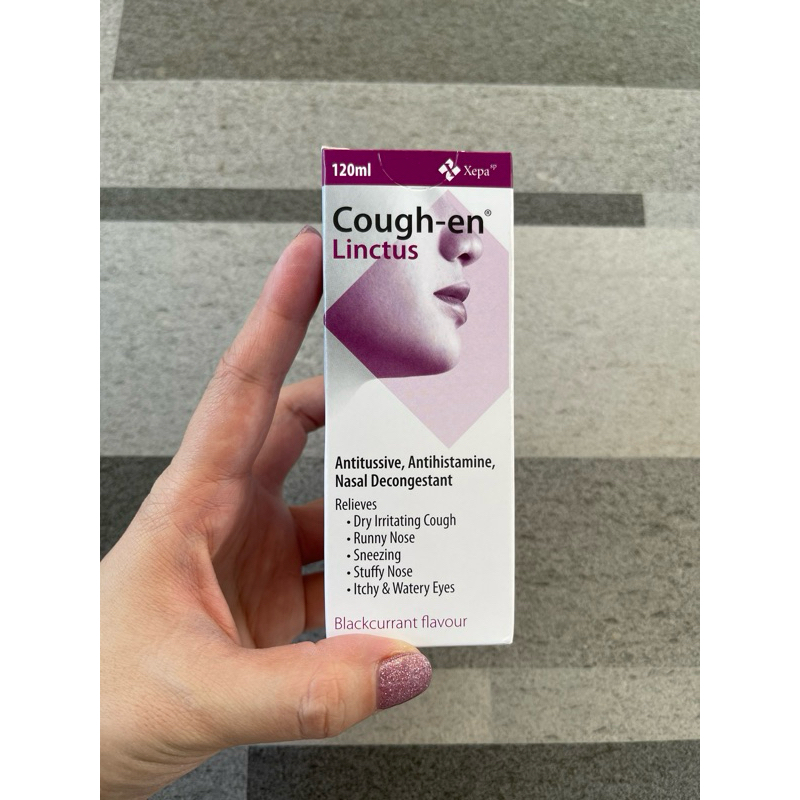 120ml
Xepa sp
Cough-en®
Linctus
Antitussive, Antihistamine,
Nasal Decongestant
Relieves
• Dry Irritating Cough
• Runny Nose
• Sneezing
• Stuffy Nose
• Itchy & Watery Eyes
Blackcurrant flavour